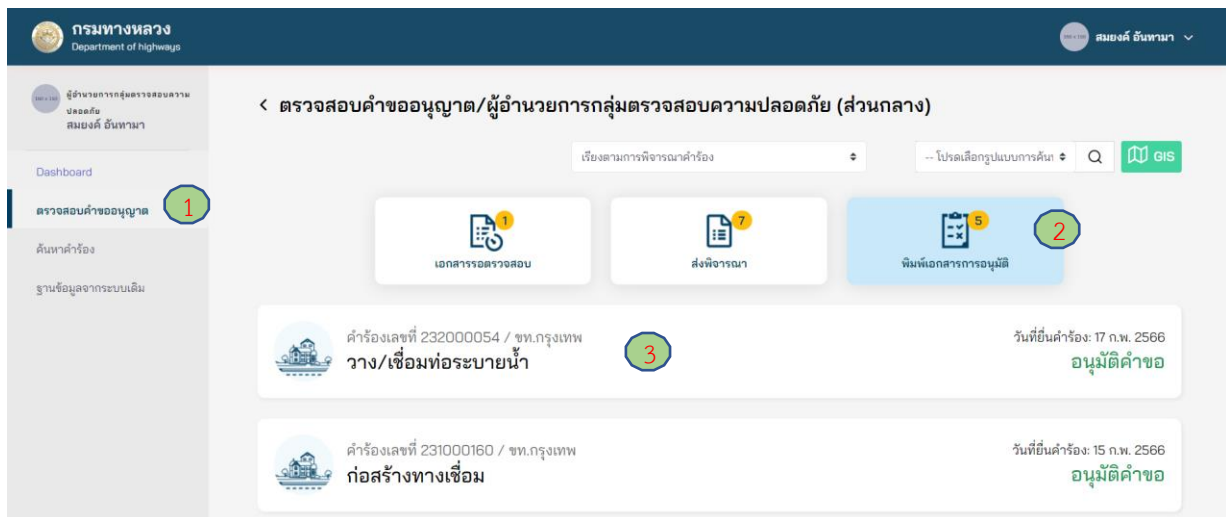 กรมทางหลวง
Department of highways
สมยงค์ อันทามา
ผู้อำนวยการกลุ่มตรวจสอบความ
ปลอดภัย
สมยงค์ อันทามา
Dashboard
ตรวจสอบคำขออนุญาต
1
ค้นหาคำร้อง
ฐานข้อมูลจากระบบเดิม
ตรวจสอบคำขออนุญาต/ผู้อำนวยการกลุ่มตรวจสอบความปลอดภัย (ส่วนกลาง)
เรียงตามการพิจารณาคำร้อง
-- โปรดเลือกรูปแบบการค้นก
GIS
1
เอกสารรอตรวจสอบ
7
ส่งพิจารณา
5
พิมพ์เอกสารการอนุมัติ
2
คำร้องเลขที่ 232000054 / ขท.กรุงเทพ
วาง/เชื่อมท่อระบายน้ำ
3
วันที่ยื่นคำร้อง: 17 ก.พ. 2566
อนุมัติคำขอ
คำร้องเลขที่ 231000160 / ขท.กรุงเทพ
ก่อสร้างทางเชื่อม
วันที่ยื่นคำร้อง: 15 ก.พ. 2566
อนุมัติคำขอ